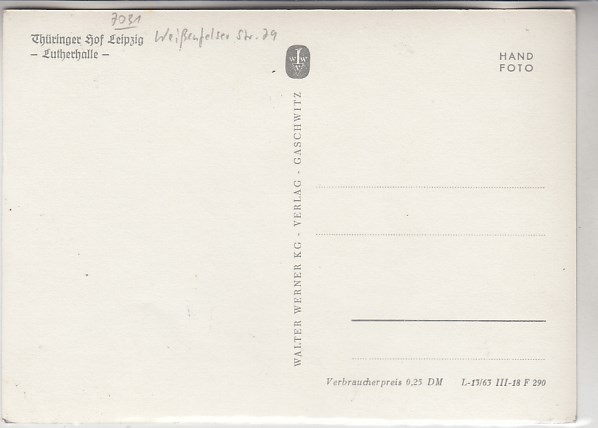 7031
Thüringer Hof Leipzig Weißenfelser Str. 79
– Lutherhalle –
W W V
HAND
FOTO
WALTER WERNER KG - VERLAG - GASCHWITZ
Verbraucherpreis 0,25 DM L-15/63 III-18 F 290